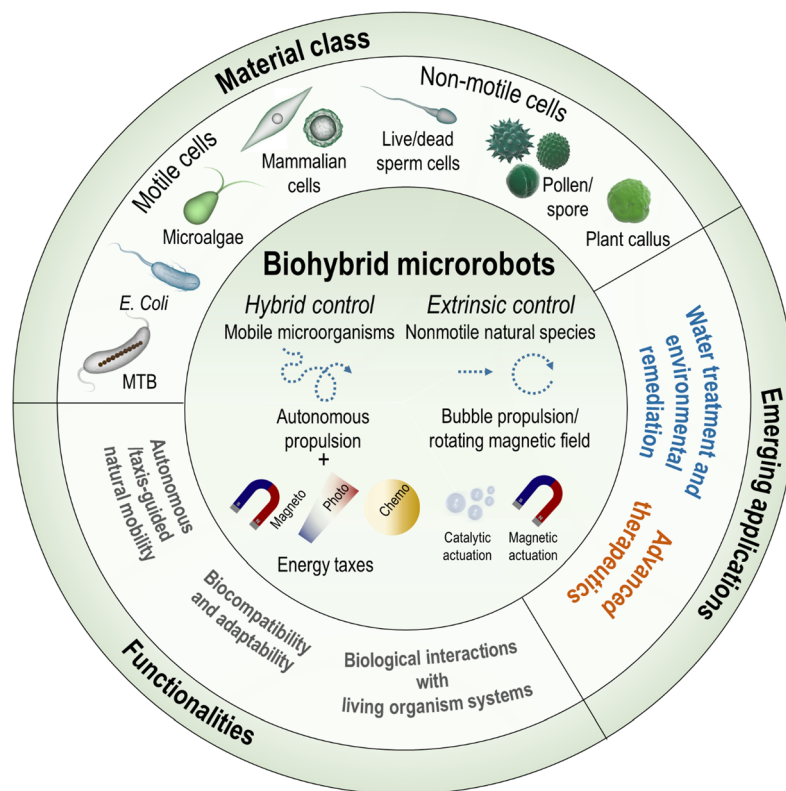 Material class
Motile cells
Non-motile cells
Mammalian
cells
Live/dead
sperm cells
Pollen/
spore
Plant callus
Microalgae
E. Coli
MTB
Biohybrid microrobots
Hybrid control
Mobile microorganisms
Autonomous
propulsion
+
Magneto
Photo
Chemo
Energy taxes
Extrinsic control
Nonmotile natural species
Bubble propulsion/
rotating magnetic field
Catalytic
actuation
Magnetic
actuation
Emerging applications
Water treatment and
environmental
remediation
Advanced
therapeutics
Functionalities
Autonomous
/taxis-guided
natural mobility
Biocompatibility
and adaptability
Biological interactions
with
living organism systems